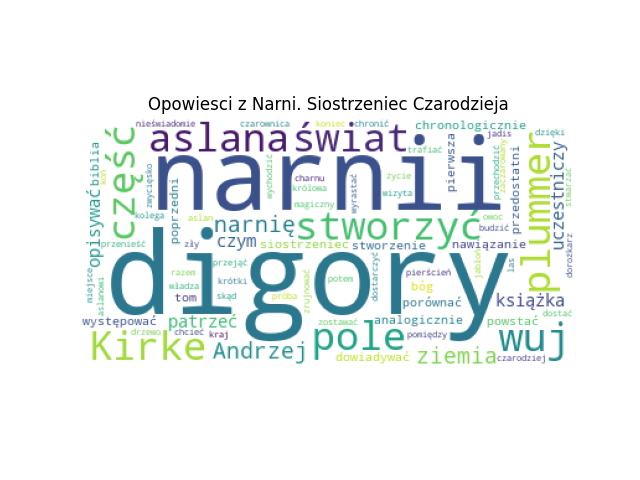 Opowiesci z Narni. Siostrzeniec Czarodzieja
nieświadomie czarownica koniec chronić chronologicznie jadis dzięki
część aslana świat trafiać pierwsza plummer
narnii
opisywać biblia koń zwycięsko poprzedni wychodzić charnu królowa magiczny wyrastać życie wizyta przechodzić przedostatni uczestniczy stwarzać
kolega aslan narnię stworzyć owoc budzić
przenieść zły czym siostrzeniec stworzenie nawiązanie dorożkarz
digory
miejsce aslanowi razem władza przejąć krótki skąd próba zrujnować potem dostarczyć pierścień bóg porównać jabłoń las książka
tom
występować patrzeć zostawać analogicznie powstać dostać
drzewo chcieć kraj pole pomiędzy wuj
Kirke Andrzej dowiadywać ziemia czarodziej